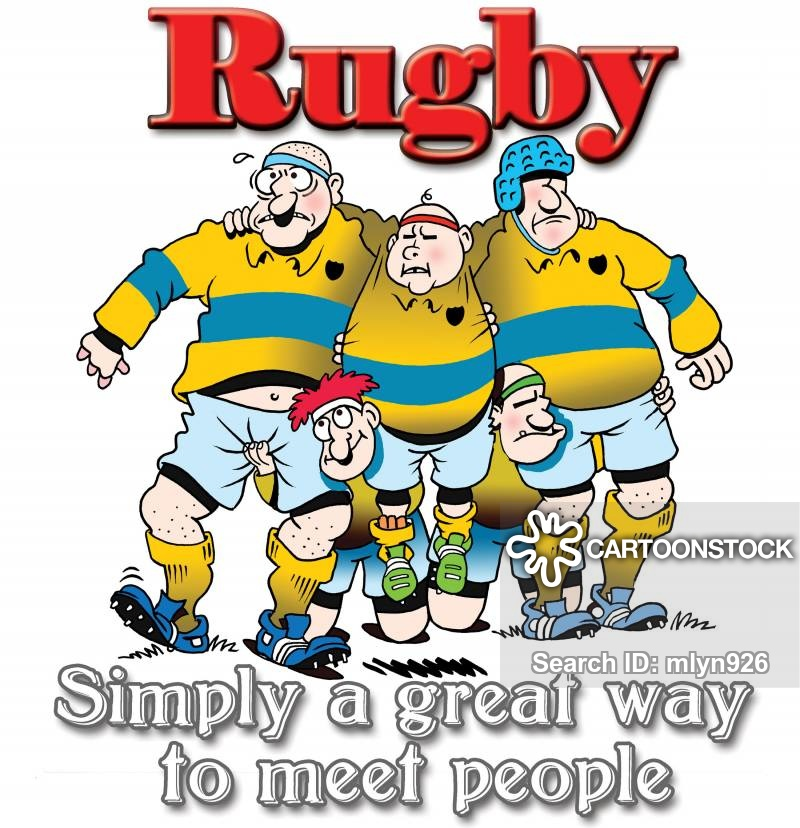 Rugby
CARTOONSTOCK
Search ID: mlyn926
Simply a great way
to meet people